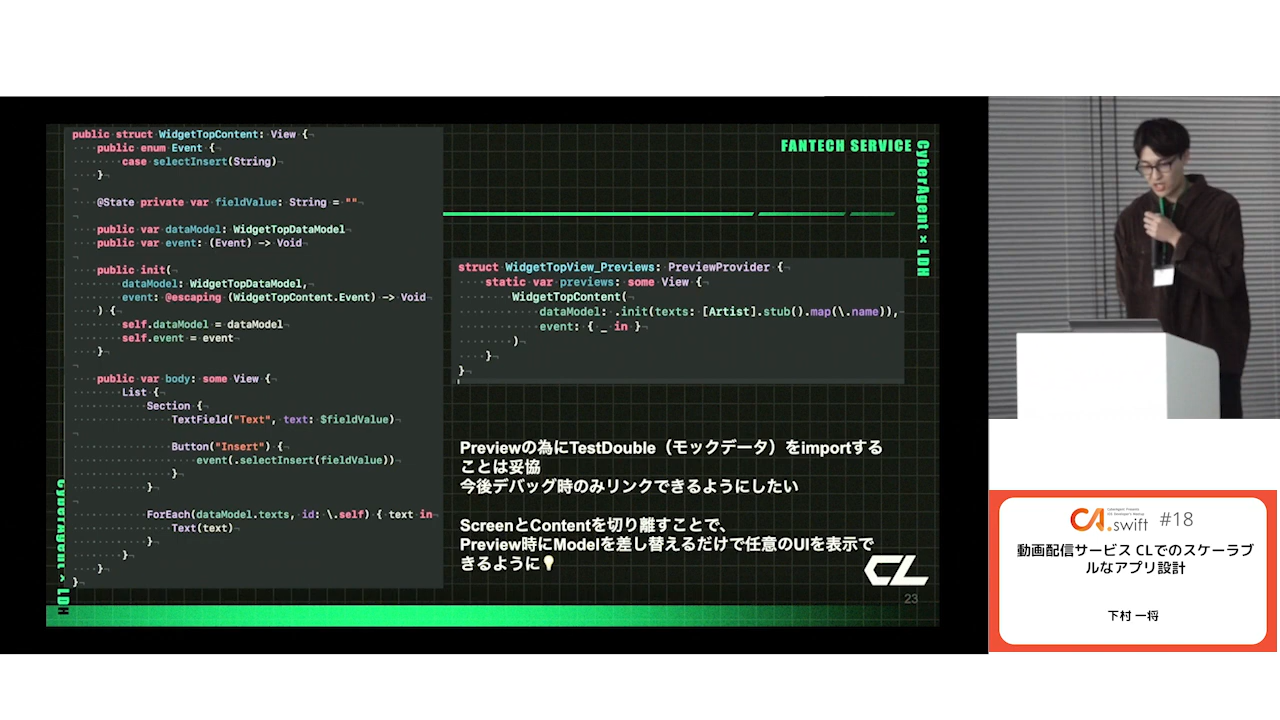 public struct WidgetTopContent: View {
public enum Event {
case selectInsert(String)
}
@State private var fieldValue: String = ""
public var dataModel: WidgetTopDataModel
public var event: (Event) -> Void
public init(
dataModel: WidgetTopDataModel,
event: @escaping (WidgetTopContent.Event) -> Void
) {
self.dataModel = dataModel
self.event = event
}
public var body: some View {
List {
Section {
TextField("Text", text: $fieldValue)
Button("Insert") {
event(.selectInsert(fieldValue))
}
}
ForEach(dataModel.texts, id: \.self) { text in
Text(text)
}
}
}
}
FANTECH SERVICE
CyberAgent × LDH
struct WidgetTopView_Previews: PreviewProvider {
static var previews: some View {
WidgetTopContent(
dataModel: .init(texts: [Artist].stub().map(\.name)),
event: { _ in }
)
}
}
Previewの為にTestDouble（モックデータ）をimportする
ことは妥協
今後デバッグ時のみリンクできるようにしたい
ScreenとContentを切り離すことで、
Preview時にModelを差し替えるだけで任意のUIを表示で
きるように💡
CyberAgent × LDH
CL
23
CA.swift #18
動画配信サービス CLでのスケーラブ
ルなアプリ設計
下村 一将